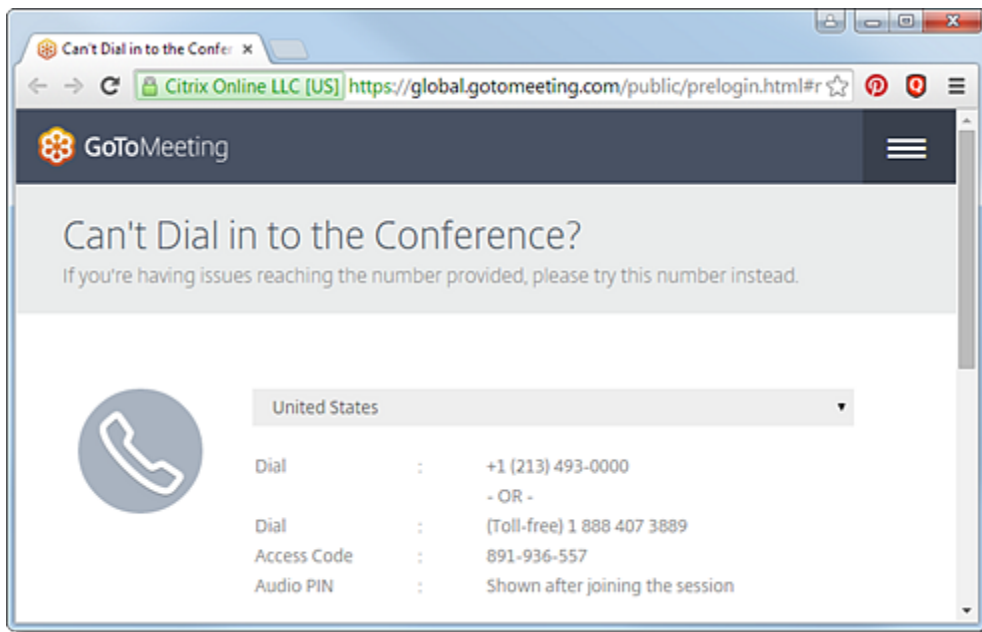 Can't Dial in to the Confer
Citrix Online LLC [US] https://global.gotomeeting.com/public/prelogin.html#r
GoToMeeting
Can't Dial in to the Conference?
If you're having issues reaching the number provided, please try this number instead.
United States
Dial : +1 (213) 493-0000
- OR -
Dial : (Toll-free) 1 888 407 3889
Access Code : 891-936-557
Audio PIN : Shown after joining the session